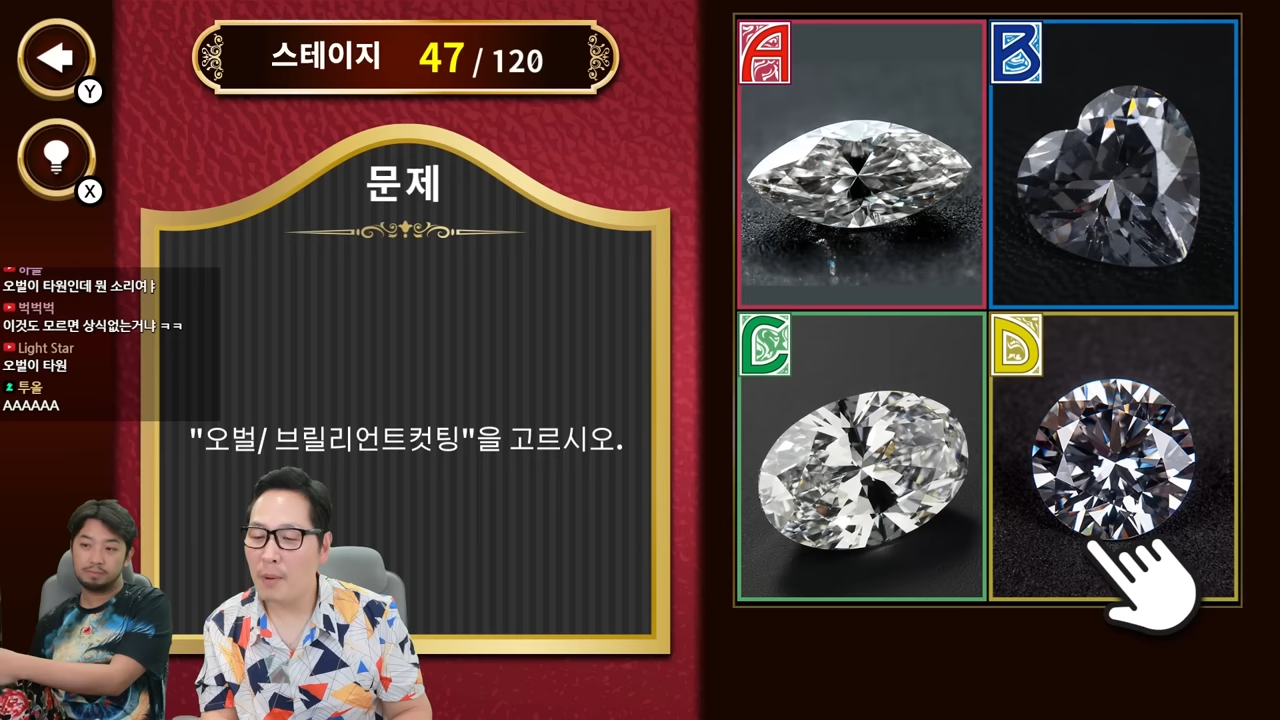 스테이지 47 / 120
Y
X
문제
"오벌/ 브릴리언트컷팅"을 고르시오.
A
B
C
D
오벌이 타원인데 뭔 소리여ㅑ
벅벅벅
이것도 모르면 상식없는거냐 ㅋㅋ
Light Star
오벌이 타원
투올
AAAAAA